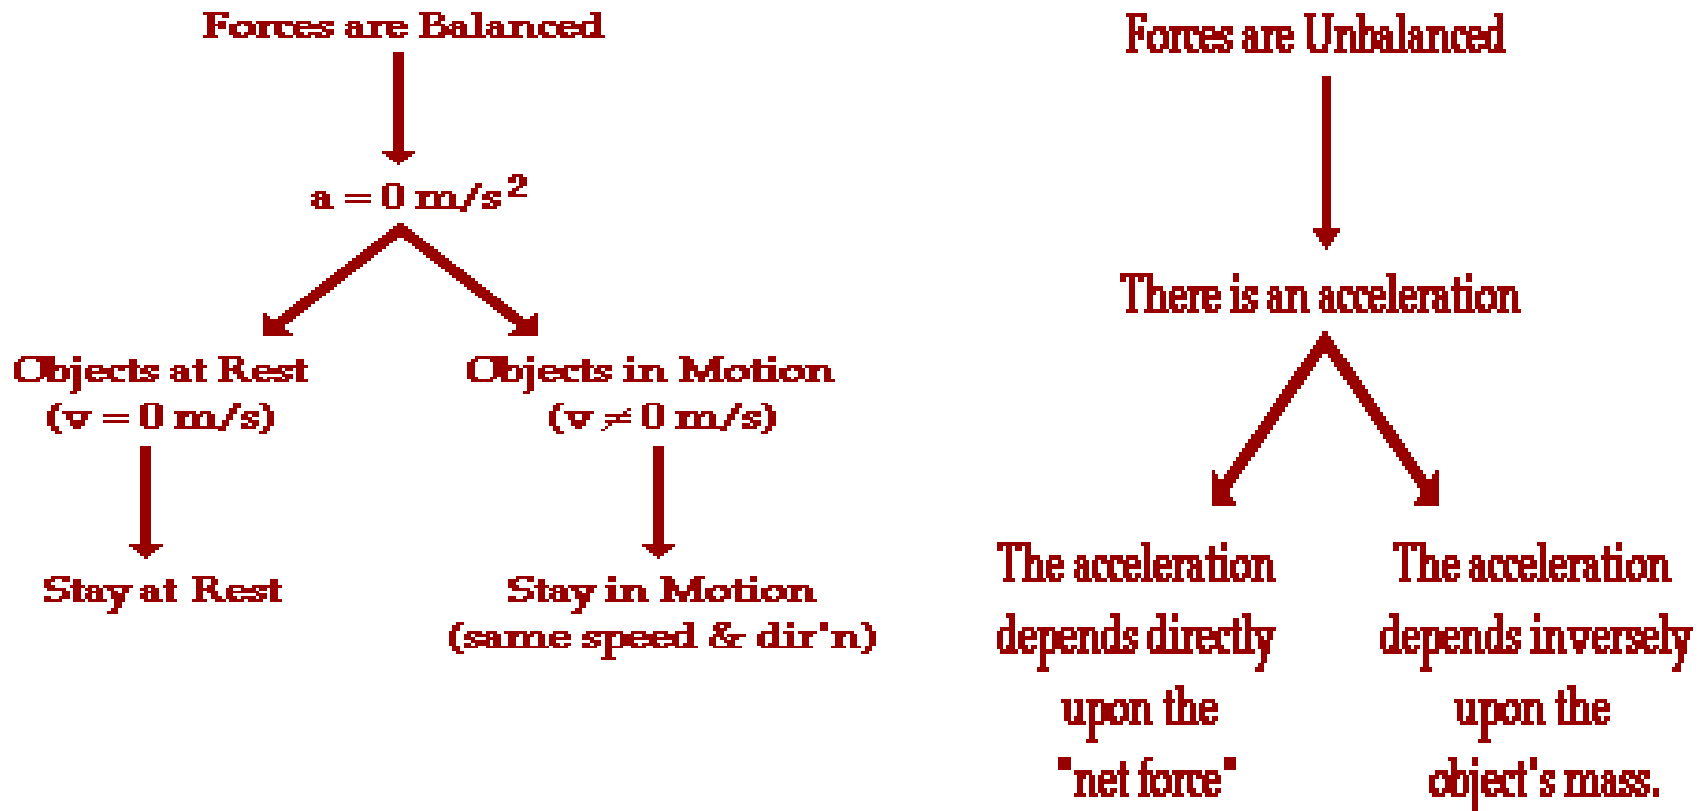 Forces are Balanced
a = 0 m/s²
Objects at Rest
(v = 0 m/s)
Stay at Rest
Objects in Motion
(v ≠ 0 m/s)
Stay in Motion
(same speed & dir'n)
Forces are Unbalanced
There is an acceleration
The acceleration
depends directly
upon the
"net force"
The acceleration
depends inversely
upon the
object's mass.